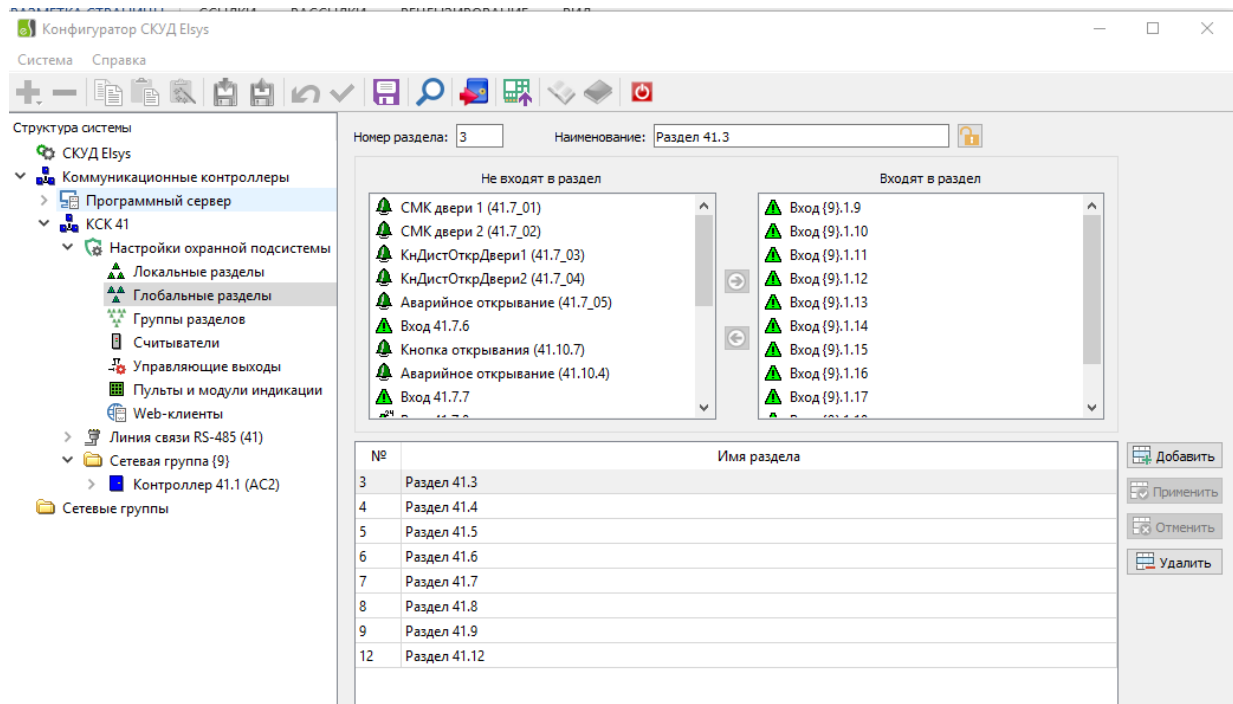 РАЗМЕТКА СТРАНИЦЫ ССЫЛКИ РАССЫЛКИ РЕЦЕНЗИРОВАНИЕ ВИД
Конфигуратор СКУД Elsys
Система Справка
Структура системы
СКУД Elsys
Коммуникационные контроллеры
Программный сервер
КСК 41
Настройки охранной подсистемы
Локальные разделы
Глобальные разделы
Группы разделов
Считыватели
Управляющие выходы
Пульты и модули индикации
Web-клиенты
Линия связи RS-485 (41)
Сетевая группа {9}
Контроллер 41.1 (AC2)
Сетевые группы
Номер раздела: 3 Наименование: Раздел 41.3
Не входят в раздел
СМК двери 1 (41.7_01)
СМК двери 2 (41.7_02)
КнДистОткрДвери1 (41.7_03)
КнДистОткрДвери2 (41.7_04)
Аварийное открывание (41.7_05)
Вход 41.7.6
Кнопка открывания (41.10.7)
Аварийное открывание (41.10.4)
Вход 41.7.7
Входят в раздел
Вход {9}.1.9
Вход {9}.1.10
Вход {9}.1.11
Вход {9}.1.12
Вход {9}.1.13
Вход {9}.1.14
Вход {9}.1.15
Вход {9}.1.16
Вход {9}.1.17
№ Имя раздела
3 Раздел 41.3
4 Раздел 41.4
5 Раздел 41.5
6 Раздел 41.6
7 Раздел 41.7
8 Раздел 41.8
9 Раздел 41.9
12 Раздел 41.12
Добавить
Применить
Отменить
Удалить